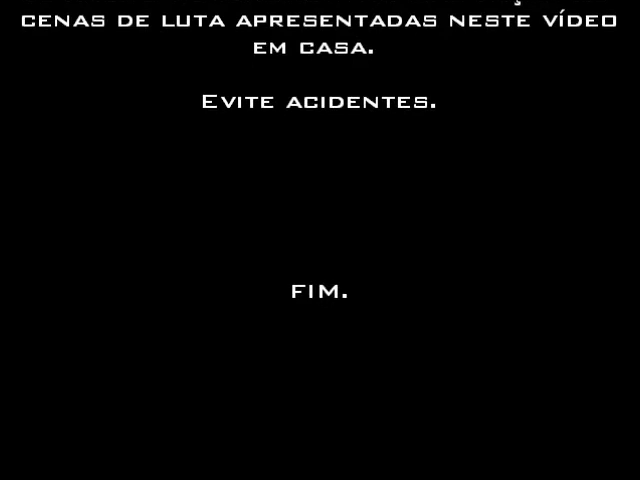 CENAS DE LUTA APRESENTADAS NESTE VÍDEO
EM CASA.
EVITE ACIDENTES.
FIM.